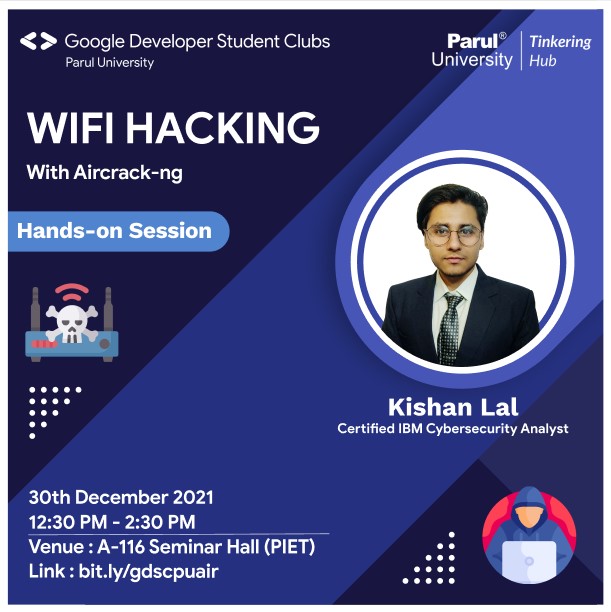 Google Developer Student Clubs
Parul University
Parul®
University
Tinkering
Hub
WIFI HACKING
With Aircrack-ng
Hands-on Session
Kishan Lal
Certified IBM Cybersecurity Analyst
30th December 2021
12:30 PM - 2:30 PM
Venue : A-116 Seminar Hall (PIET)
Link : bit.ly/gdscpuair